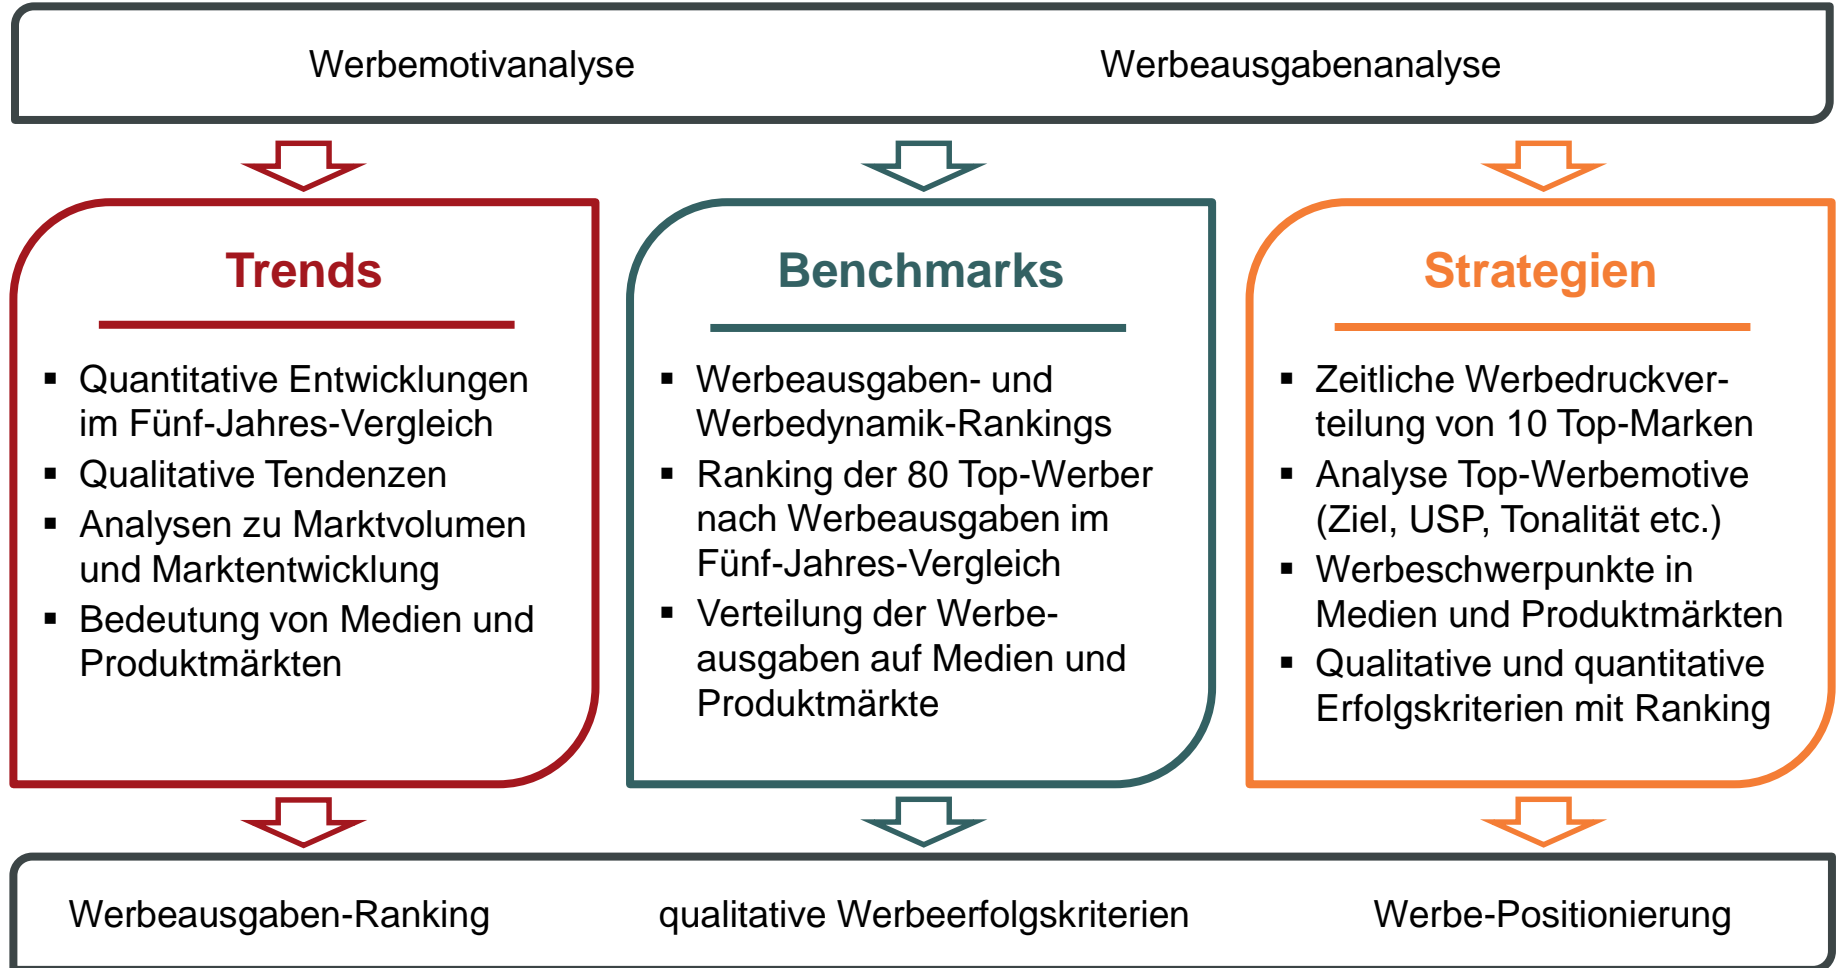 Werbemotivanalyse
Werbeausgabenanalyse
Trends
▪ Quantitative Entwicklungen
im Fünf-Jahres-Vergleich
▪ Qualitative Tendenzen
▪ Analysen zu Marktvolumen
und Marktentwicklung
▪ Bedeutung von Medien und
Produktmärkten
Benchmarks
▪ Werbeausgaben- und
Werbedynamik-Rankings
▪ Ranking der 80 Top-Werber
nach Werbeausgaben im
Fünf-Jahres-Vergleich
▪ Verteilung der Werbe-
ausgaben auf Medien und
Produktmärkte
Strategien
▪ Zeitliche Werbedruckver-
teilung von 10 Top-Marken
▪ Analyse Top-Werbemotive
(Ziel, USP, Tonalität etc.)
▪ Werbeschwerpunkte in
Medien und Produktmärkten
▪ Qualitative und quantitative
Erfolgskriterien mit Ranking
Werbeausgaben-Ranking
qualitative Werbeerfolgskriterien
Werbe-Positionierung